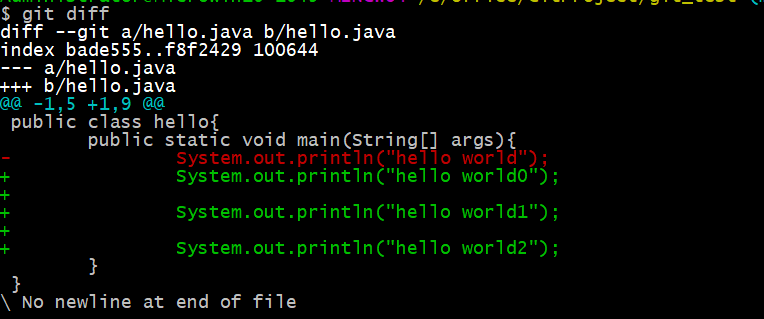 $ git diff
diff --git a/hello.java b/hello.java
index bade555..f8f2429 100644
--- a/hello.java
+++ b/hello.java
@@ -1,5 +1,9 @@
 public class hello{
        public static void main(String[] args){
-               System.out.println("hello world");
+               System.out.println("hello world0");
+
+               System.out.println("hello world1");
+
+               System.out.println("hello world2");
        }
 }
\ No newline at end of file